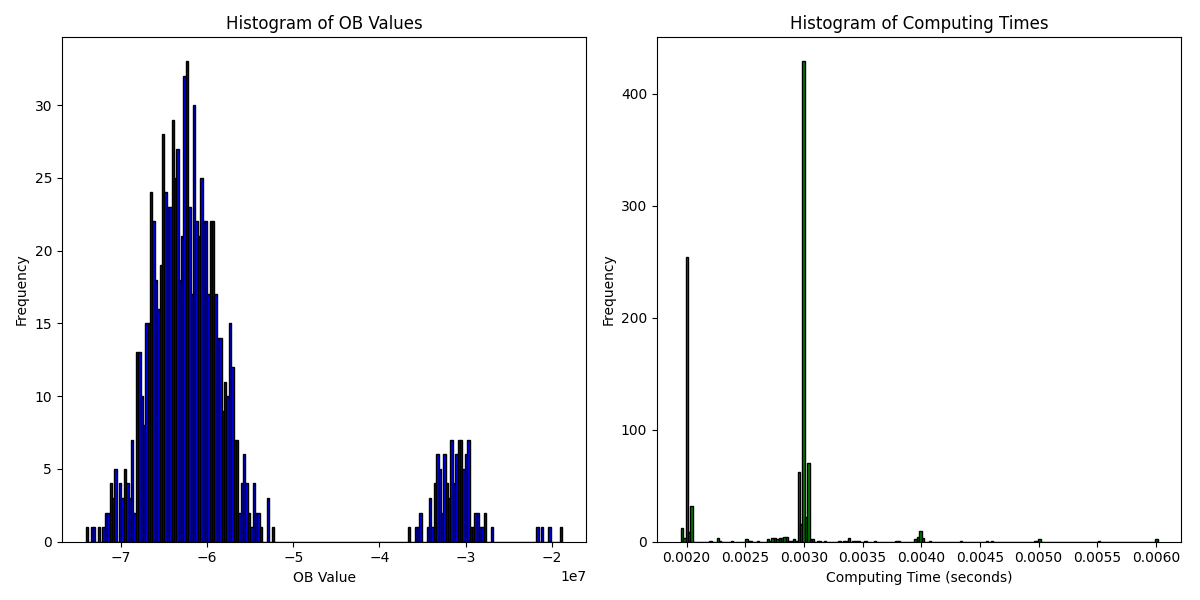 Histogram of OB Values
Frequency
30
25
20
15
10
5
0
−7 −6 −5 −4 −3 −2
1e7
OB Value
Histogram of Computing Times
Frequency
400
300
200
100
0
0.0020 0.0025 0.0030 0.0035 0.0040 0.0045 0.0050 0.0055 0.0060
Computing Time (seconds)